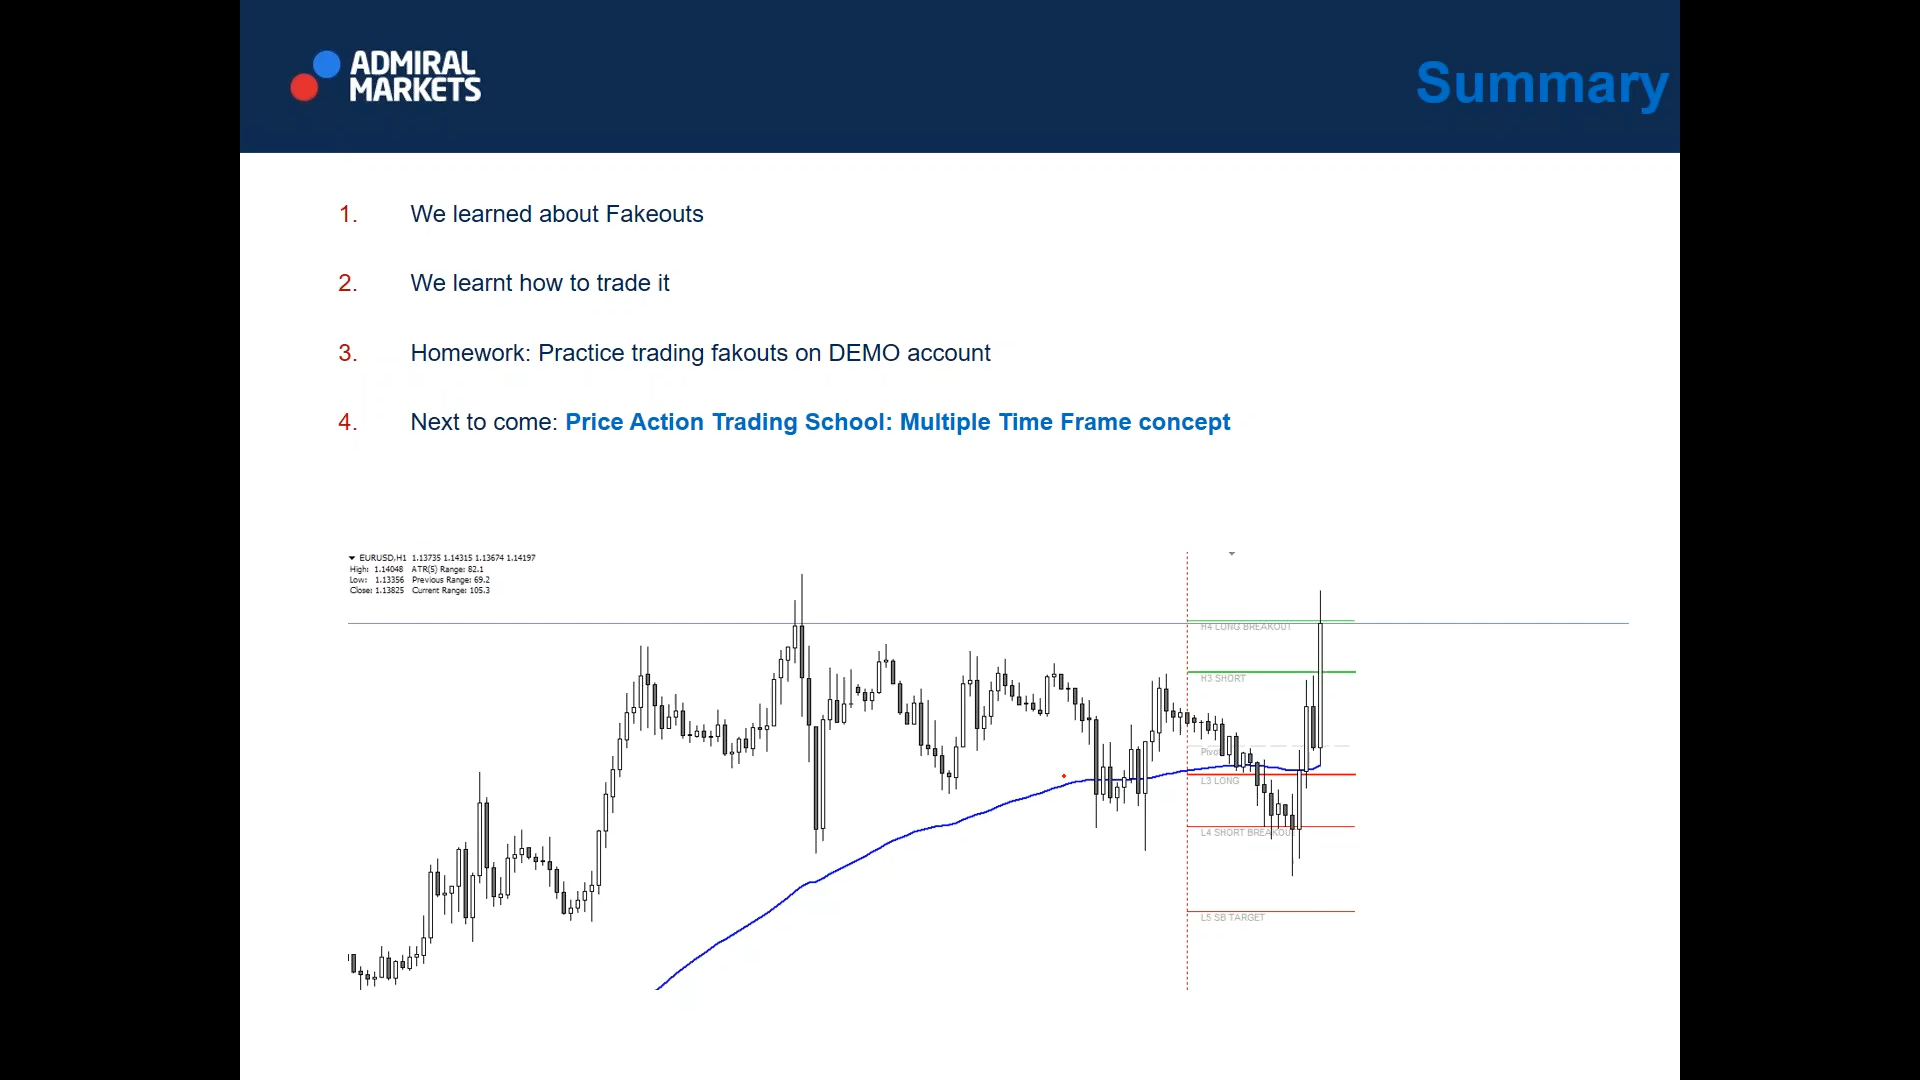 ADMIRAL
MARKETS
Summary
1. We learned about Fakeouts
2. We learnt how to trade it
3. Homework: Practice trading fakouts on DEMO account
4. Next to come: Price Action Trading School: Multiple Time Frame concept
EURUSD,H1 1.13735 1.14315 1.13674 1.14197
High: 1.14048 ATR(5) Range: 82.1
Low: 1.13356 Previous Range: 69.2
Close: 1.13825 Current Range: 105.3
H4 LONG BREAKOUT
H3 SHORT
Pivot
L3 LONG
L4 SHORT BREAKOUT
L5 SB TARGET